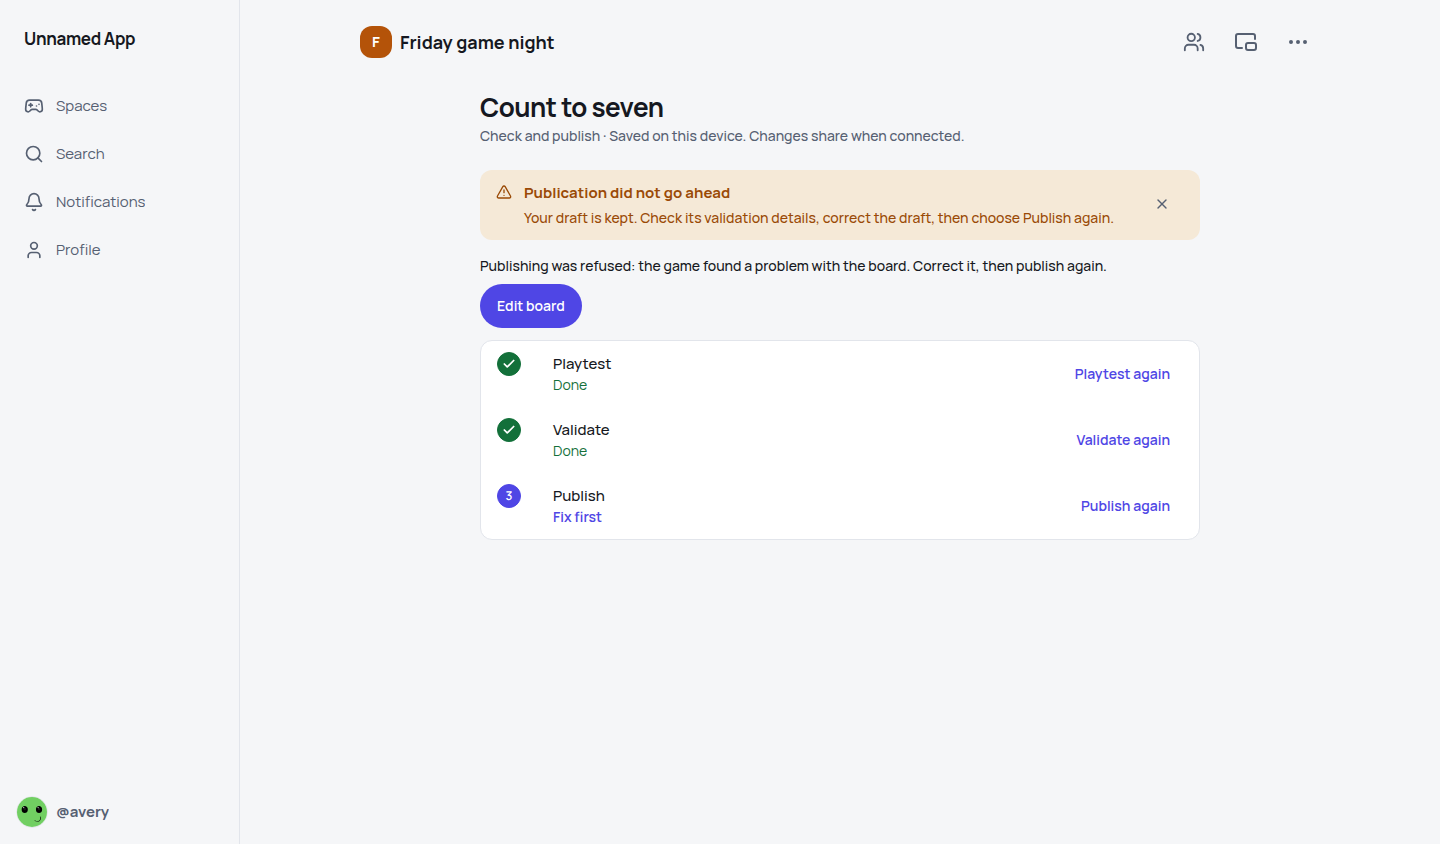 Unnamed App
Spaces
Search
Notifications
Profile
@avery
F Friday game night
Count to seven
Check and publish · Saved on this device. Changes share when connected.
Publication did not go ahead
Your draft is kept. Check its validation details, correct the draft, then choose Publish again.
Publishing was refused: the game found a problem with the board. Correct it, then publish again.
Edit board
Playtest
Done
Playtest again
Validate
Done
Validate again
3 Publish
Fix first
Publish again